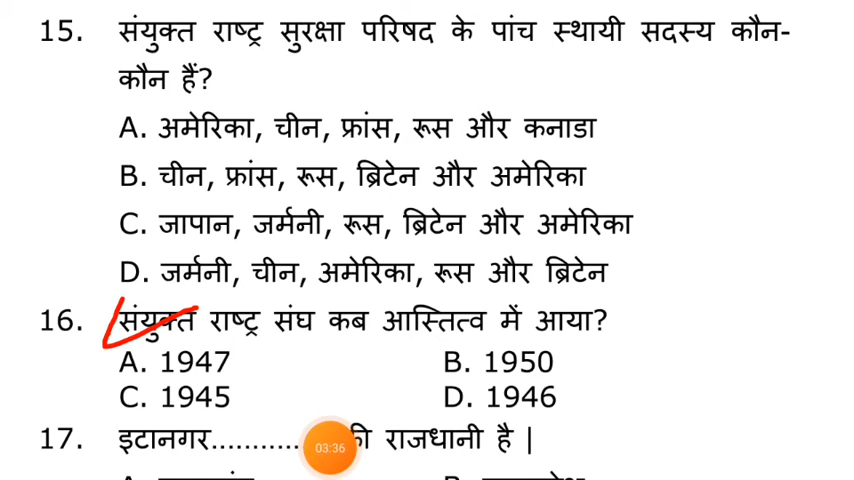 15. संयुक्त राष्ट्र सुरक्षा परिषद के पांच स्थायी सदस्य कौन-
कौन हैं?
A. अमेरिका, चीन, फ्रांस, रूस और कनाडा
B. चीन, फ्रांस, रूस, ब्रिटेन और अमेरिका
C. जापान, जर्मनी, रूस, ब्रिटेन और अमेरिका
D. जर्मनी, चीन, अमेरिका, रूस और ब्रिटेन
16. संयुक्त राष्ट्र संघ कब आस्तित्व में आया?
A. 1947 B. 1950
C. 1945 D. 1946
17. इटानगर............ की राजधानी है |
03:36